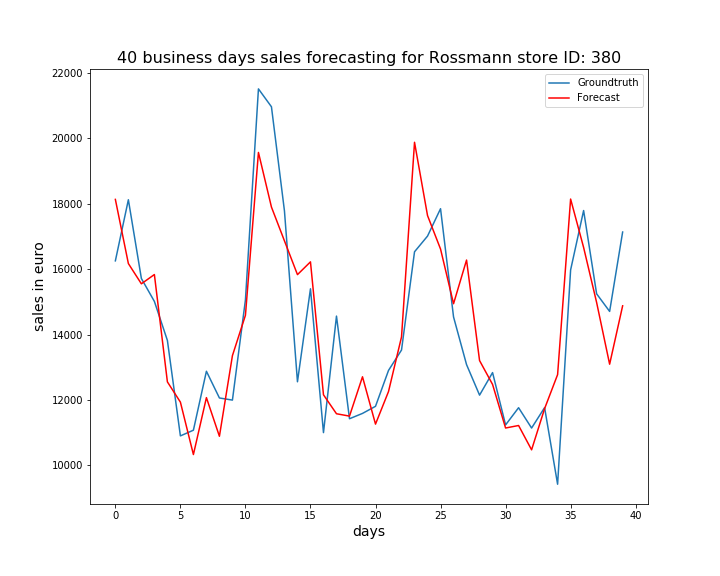 40 business days sales forecasting for Rossmann store ID: 380
Groundtruth
Forecast
22000
20000
18000
16000
14000
12000
10000
sales in euro
0 5 10 15 20 25 30 35 40
days